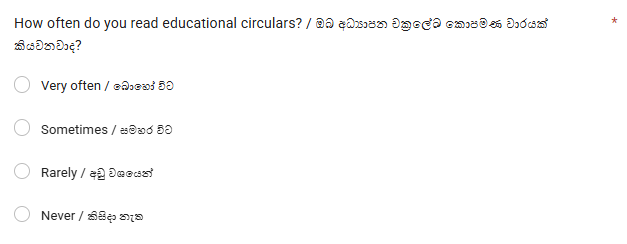 How often do you read educational circulars? / ඔබ අධ්‍යාපන චක්‍රලේඛ කොපමණ වාරයක් *
කියවනවාද?
Very often / බොහෝ විට
Sometimes / සමහර විට
Rarely / අඩු වශයෙන්
Never / කිසිදා නැත